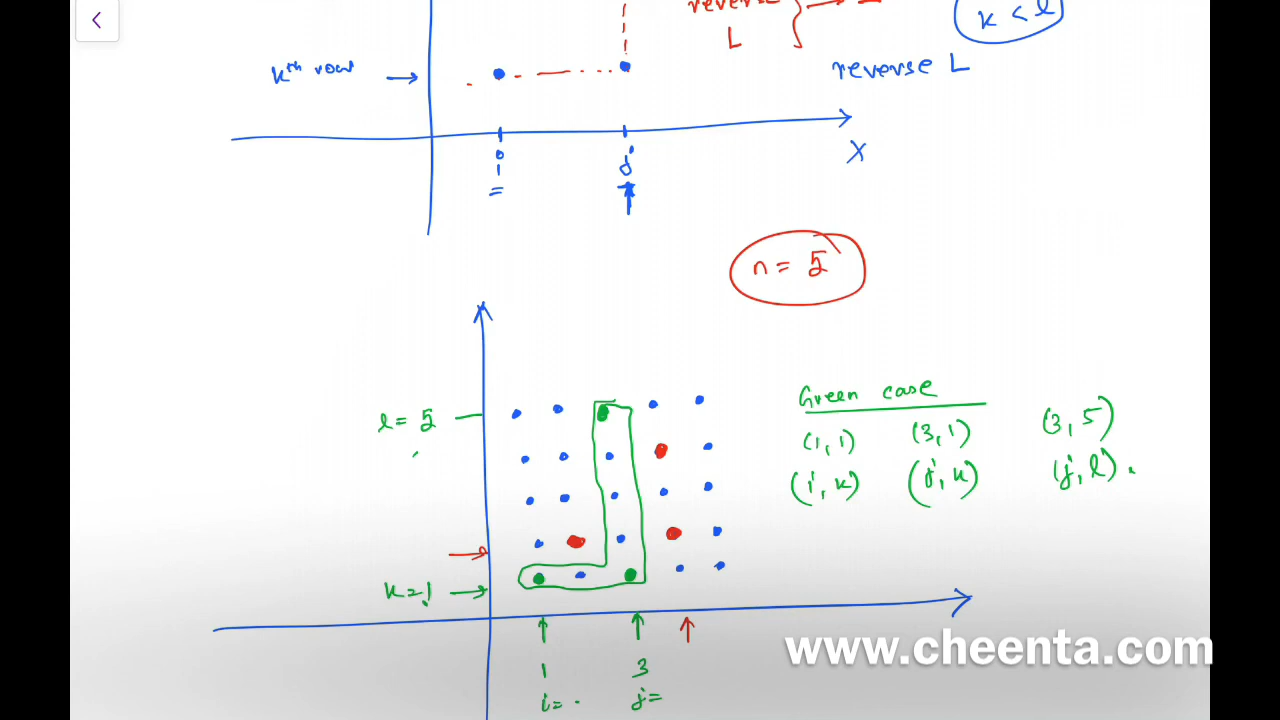 reverse
L
k < l
kth row
reverse L
X
i
j
=
n = 5
Green case
l = 5
(1,1) (3,1) (3,5)
(i,k) (j,k) (j,l).
k=1
1 3
i= j=
www.cheenta.com